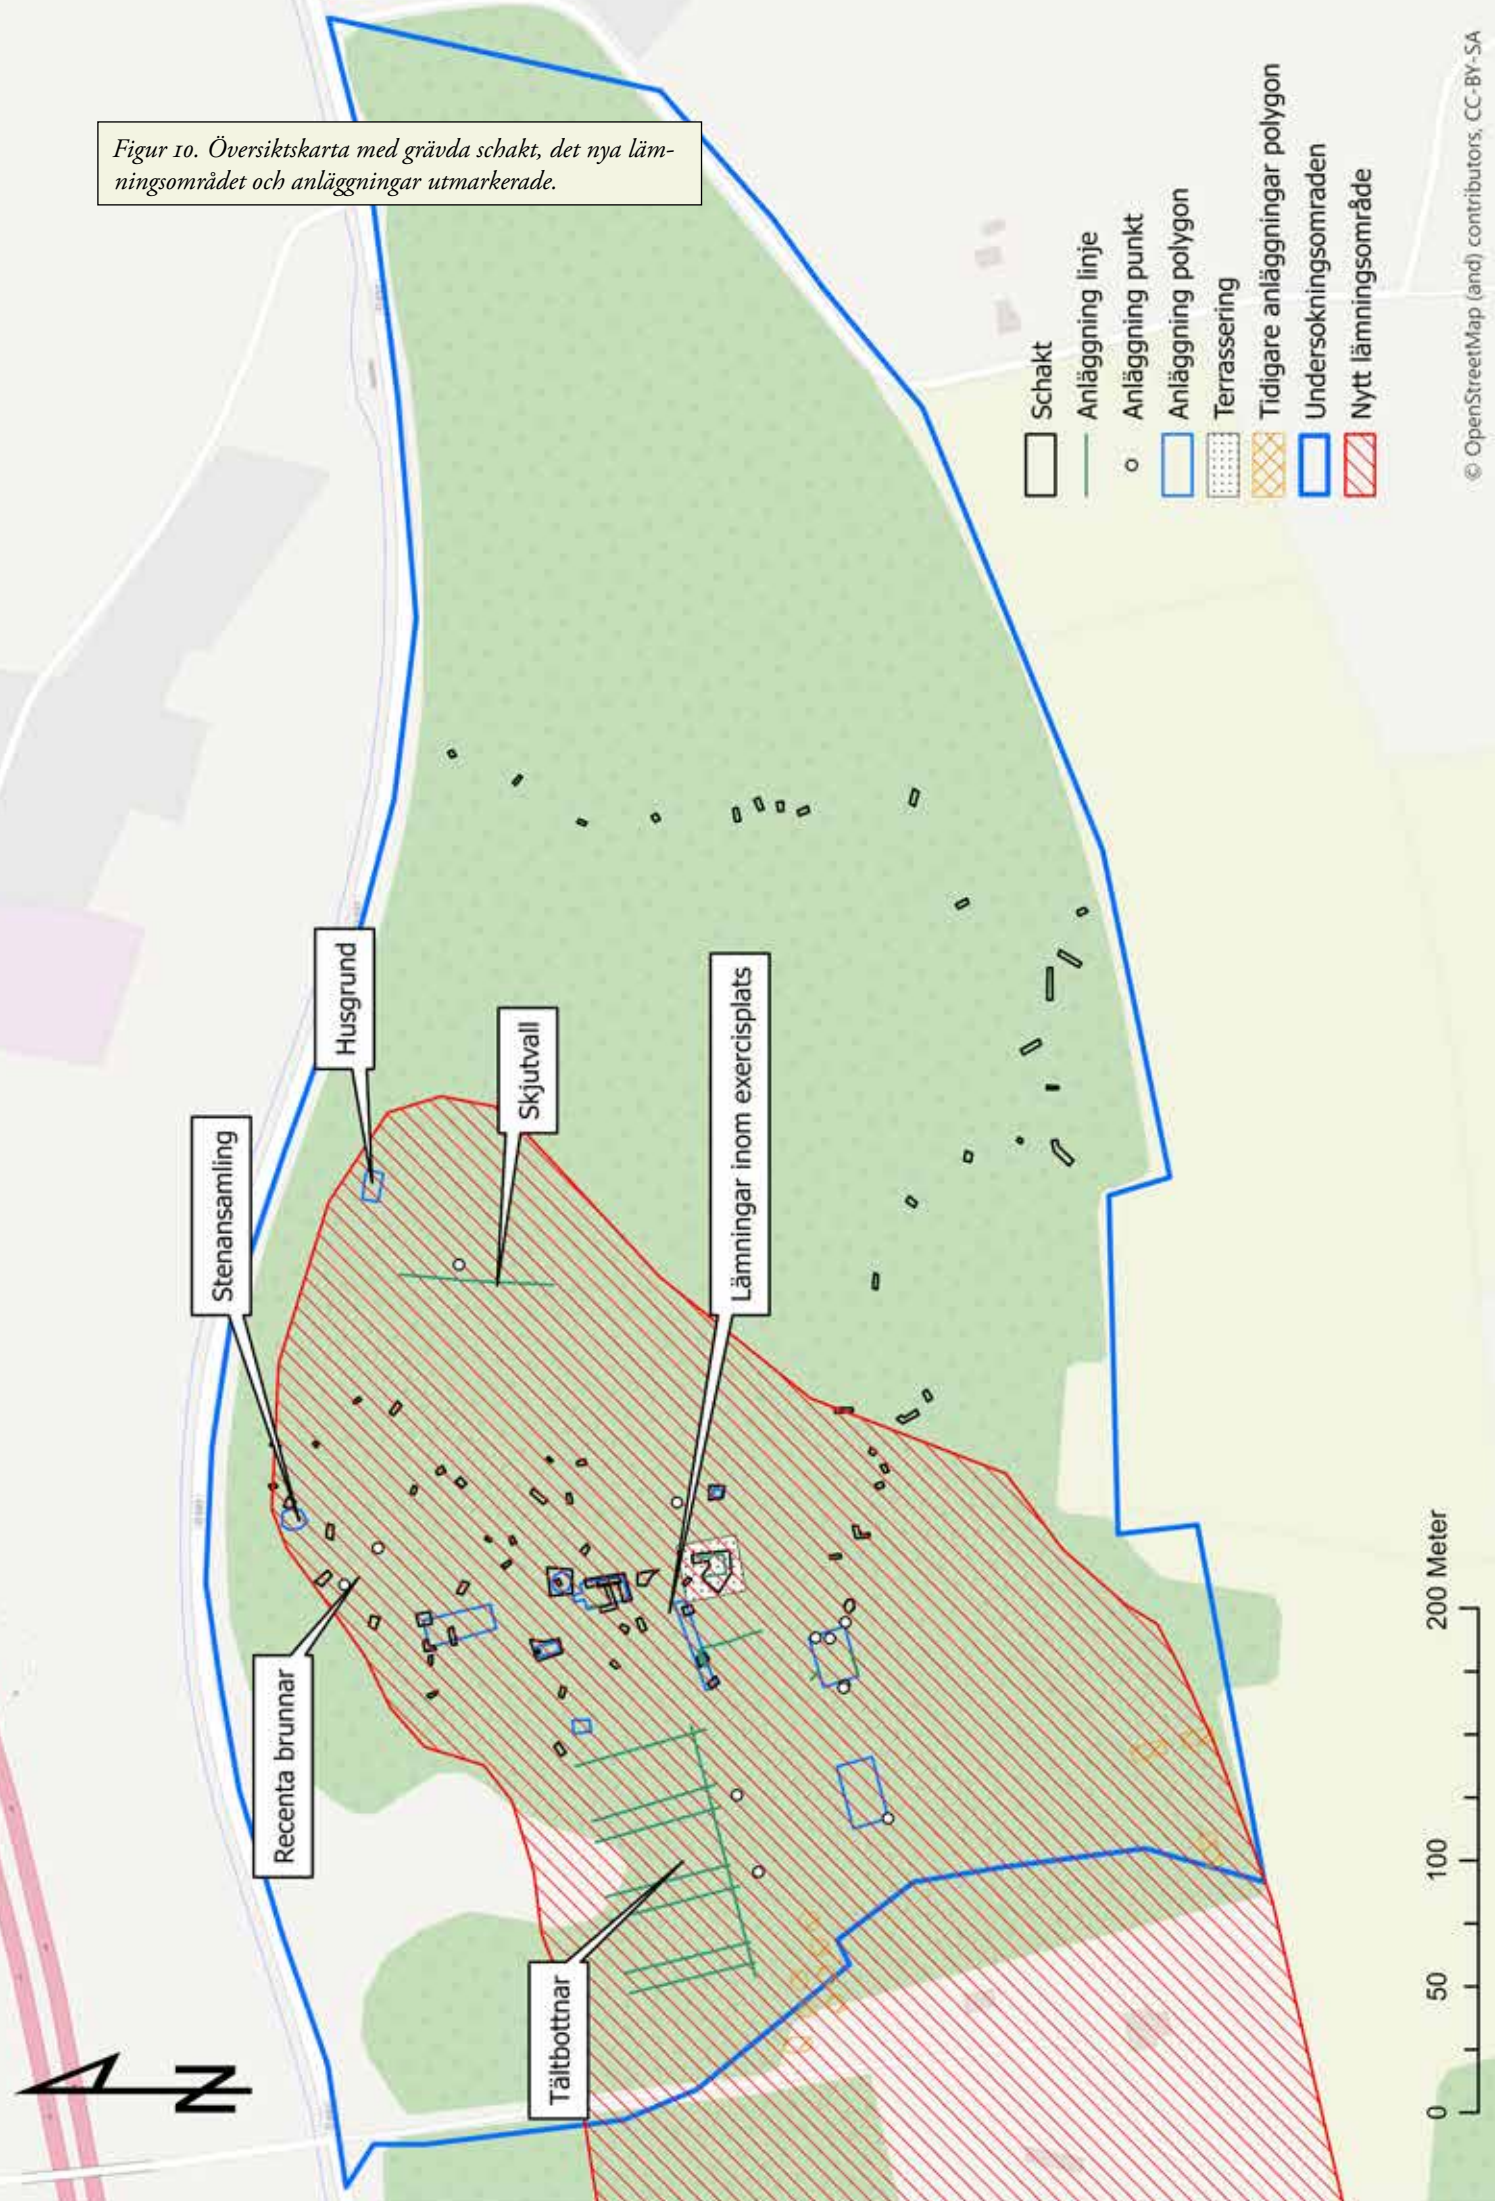 Figur 10. Översiktskarta med grävda schakt, det nya läm-
ningsområdet och anläggningar utmarkerade.
N
Stenansamling
Husgrund
Skjutvall
Recenta brunnar
Lämningar inom exercisplats
Tältbottnar
Schakt
Anläggning linje
Anläggning punkt
Anläggning polygon
Terrassering
Tidigare anläggningar polygon
Undersokningsområden
Nytt lämningsområde
0 50 100 200 Meter
© OpenStreetMap (and) contributors, CC-BY-SA